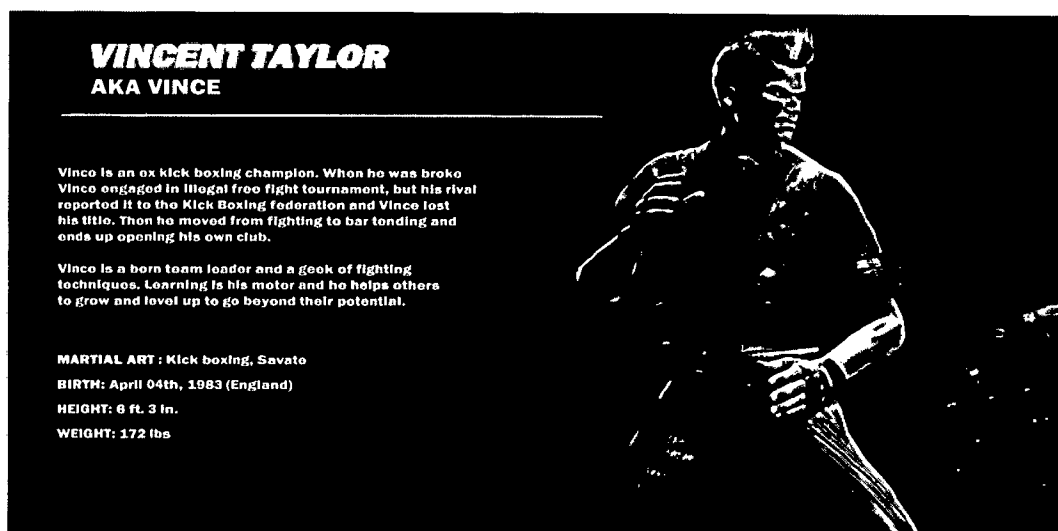 VINCENT TAYLOR
AKA VINCE
Vince is an ex kick boxing champion. When he was broke
Vince engaged in illegal free fight tournament, but his rival
reported it to the Kick Boxing federation and Vince lost
his title. Then he moved from fighting to bar tending and
ends up opening his own club.
Vince is a born team leader and a geek of fighting
techniques. Learning is his motor and he helps others
to grow and level up to go beyond their potential.
MARTIAL ART : Kick boxing, Savate
BIRTH: April 04th, 1983 (England)
HEIGHT: 6 ft. 3 in.
WEIGHT: 172 lbs